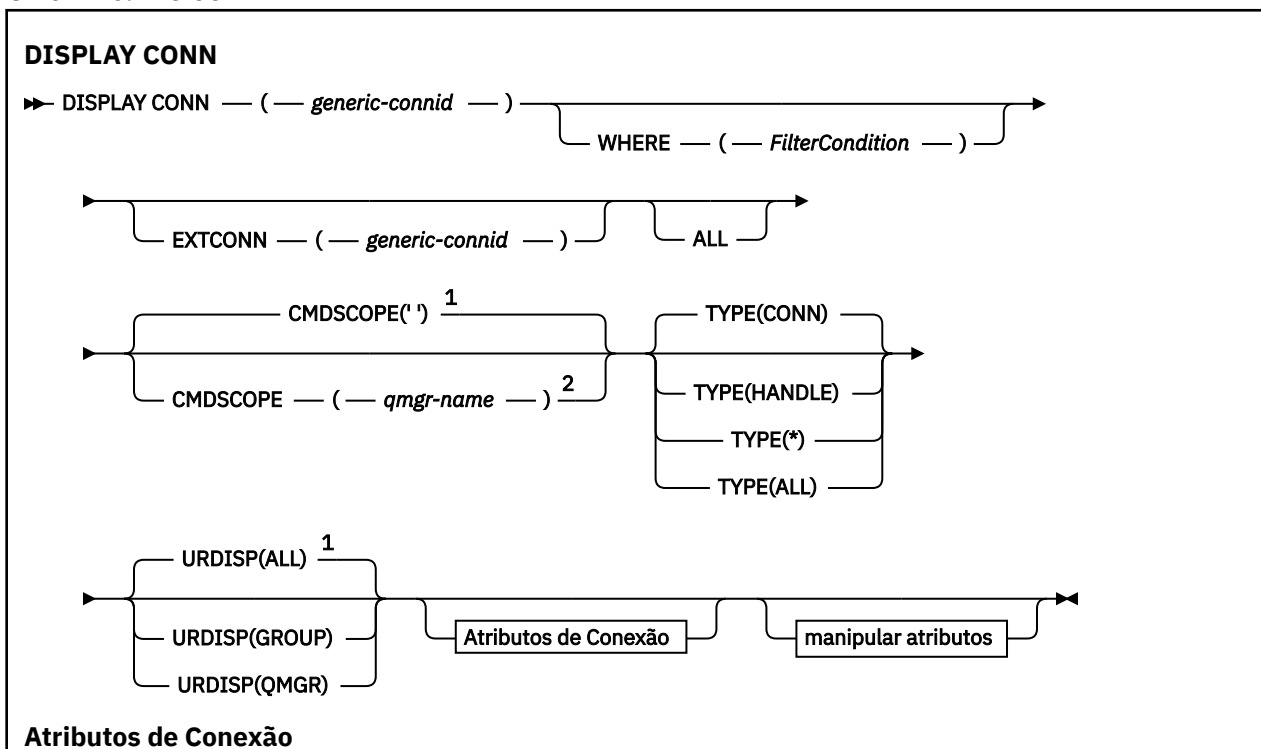 DISPLAY CONN
DISPLAY CONN ( generic-connid )
WHERE ( FilterCondition )
EXTCONN ( generic-connid )
ALL
CMDSCOPE(' ') 1
CMDSCOPE ( qmgr-name ) 2
TYPE(CONN)
TYPE(HANDLE)
TYPE(*)
TYPE(ALL)
URDISP(ALL) 1
URDISP(GROUP)
URDISP(QMGR)
Atributos de Conexão
manipular atributos
Atributos de Conexão